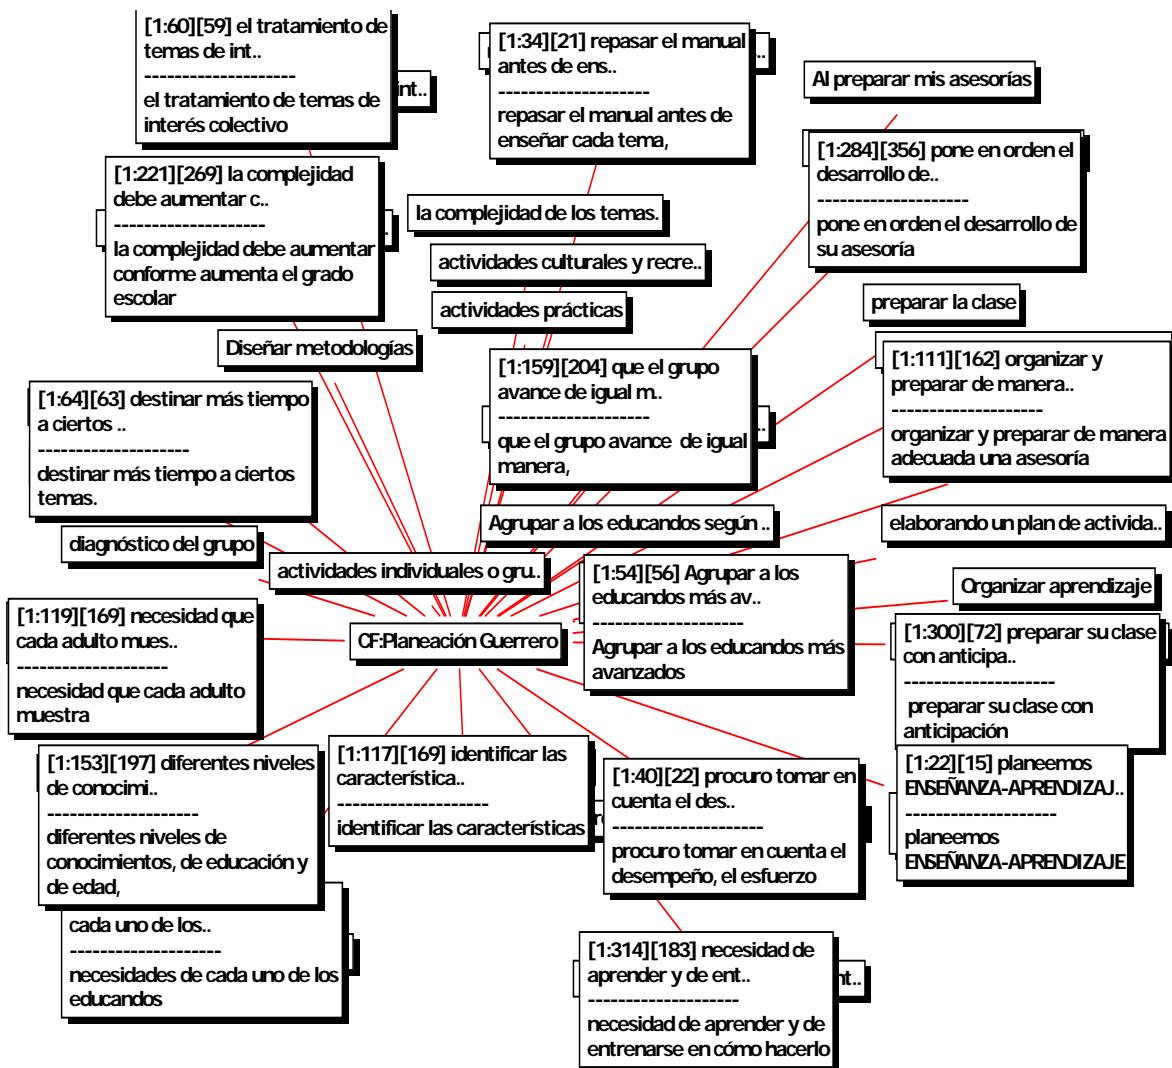 [1:60][59] el tratamiento de
temas de int..
--------------------
el tratamiento de temas de
interés colectivo
int..
[1:34][21] repasar el manual
antes de ens..
--------------------
repasar el manual antes de
enseñar cada tema,
Al preparar mis asesorías
[1:284][356] pone en orden el
desarrollo de..
--------------------
pone en orden el desarrollo de
su asesoría
[1:221][269] la complejidad
debe aumentar c..
--------------------
la complejidad debe aumentar
conforme aumenta el grado
escolar
la complejidad de los temas.
actividades culturales y recre..
actividades prácticas
preparar la clase
Diseñar metodologías
[1:159][204] que el grupo
avance de igual m..
--------------------
que el grupo avance de igual
manera,
[1:111][162] organizar y
preparar de manera..
--------------------
organizar y preparar de manera
adecuada una asesoría
[1:64][63] destinar más tiempo
a ciertos ..
--------------------
destinar más tiempo a ciertos
temas.
Agrupar a los educandos según ..
elaborando un plan de activida..
diagnóstico del grupo
actividades individuales o gru..
[1:54][56] Agrupar a los
educandos más av..
--------------------
Agrupar a los educandos más
avanzados
Organizar aprendizaje
[1:119][169] necesidad que
cada adulto mues..
--------------------
necesidad que cada adulto
muestra
CF:Planeación Guerrero
[1:300][72] preparar su clase
con anticipa..
--------------------
preparar su clase con
anticipación
[1:153][197] diferentes niveles
de conocimi..
--------------------
diferentes niveles de
conocimientos, de educación y
de edad,
[1:117][169] identificar las
característica..
--------------------
identificar las características
[1:40][22] procuro tomar en
cuenta el des..
--------------------
procuro tomar en cuenta el
desempeño, el esfuerzo
[1:22][15] planeemos
ENSEÑANZA-APRENDIZAJ..
--------------------
planeemos
ENSEÑANZA-APRENDIZAJE
cada uno de los..
--------------------
necesidades de cada uno de los
educandos
[1:314][183] necesidad de
aprender y de ent..
--------------------
necesidad de aprender y de
entrenarse en cómo hacerlo
nt..